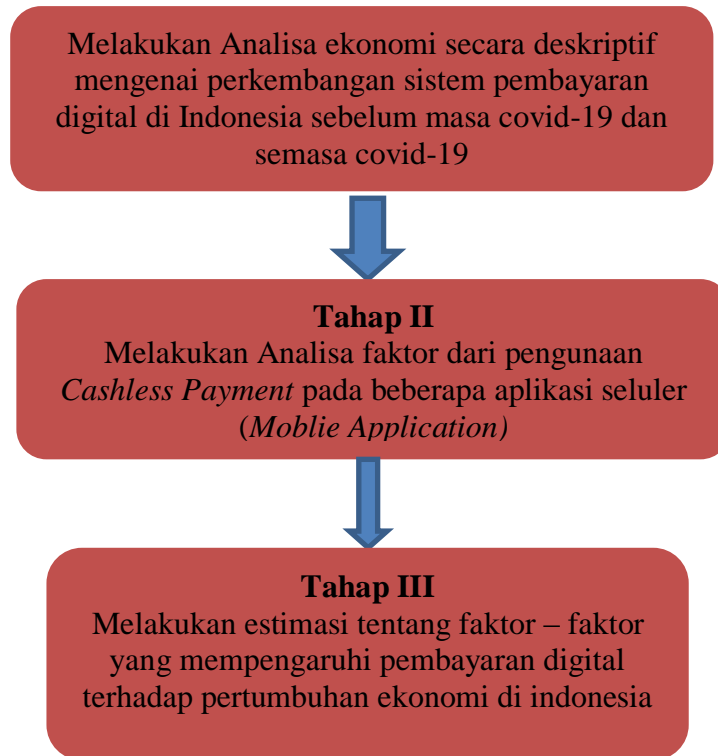 Melakukan Analisa ekonomi secara deskriptif
mengenai perkembangan sistem pembayaran
digital di Indonesia sebelum masa covid-19 dan
semasa covid-19
Tahap II
Melakukan Analisa faktor dari pengunaan
Cashless Payment pada beberapa aplikasi seluler
(Moblie Application)
Tahap III
Melakukan estimasi tentang faktor – faktor
yang mempengaruhi pembayaran digital
terhadap pertumbuhan ekonomi di indonesia